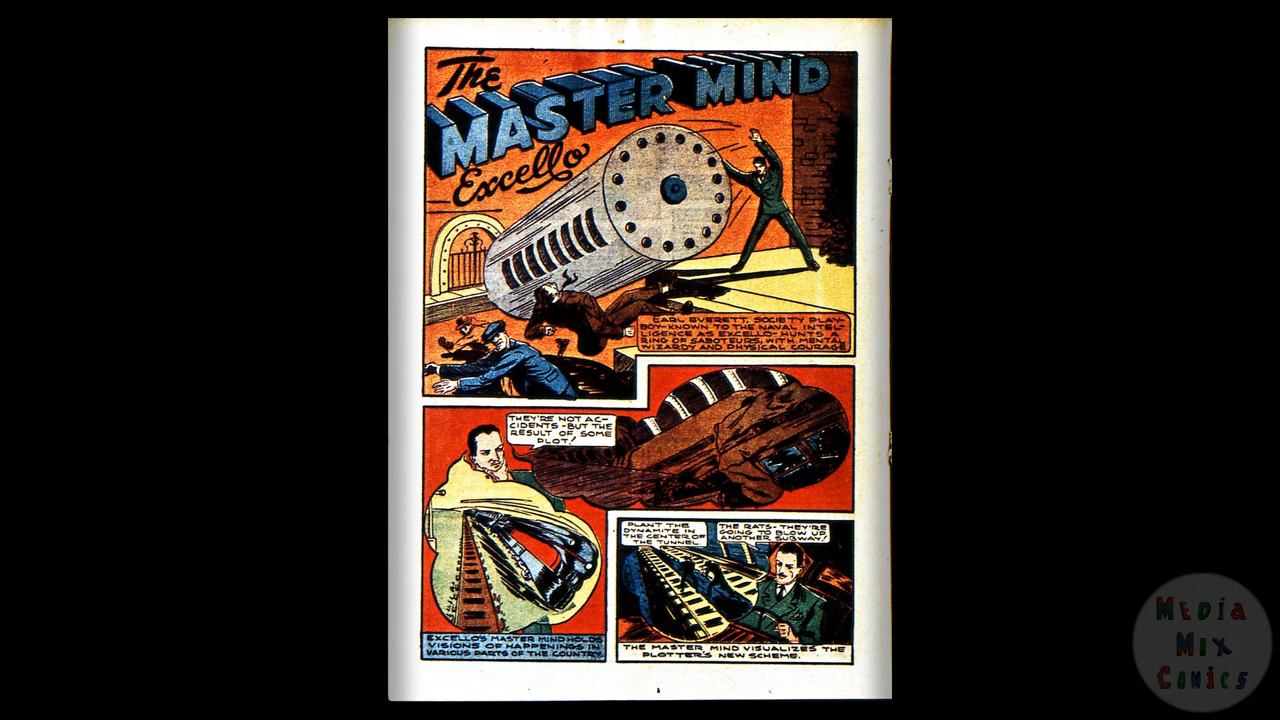 The
MASTER MIND
Excello
EARL EVERETT, SOCIETY PLAY-
BOY-KNOWN TO THE NAVAL INTEL-
LIGENCE AS EXCELLO-HUNTS A
RING OF SABOTEURS, WITH MENTAL
WIZARDY AND PHYSICAL COURAGE
THEY'RE NOT AC-
CIDENTS-BUT THE
RESULT OF SOME
PLOT!
EXCELLO'S MASTER MIND HOLDS
VISIONS OF HAPPENINGS IN
VARIOUS PARTS OF THE COUNTRY.
PLANT THE
DYNAMITE IN
THE CENTER OF
THE TUNNEL.
THE RATS-THEY'RE
GOING TO BLOW UP
ANOTHER SUBWAY!
THE MASTER MIND VISUALIZES THE
PLOTTER'S NEW SCHEME.
1
MEDiA
MiX
COMiCS